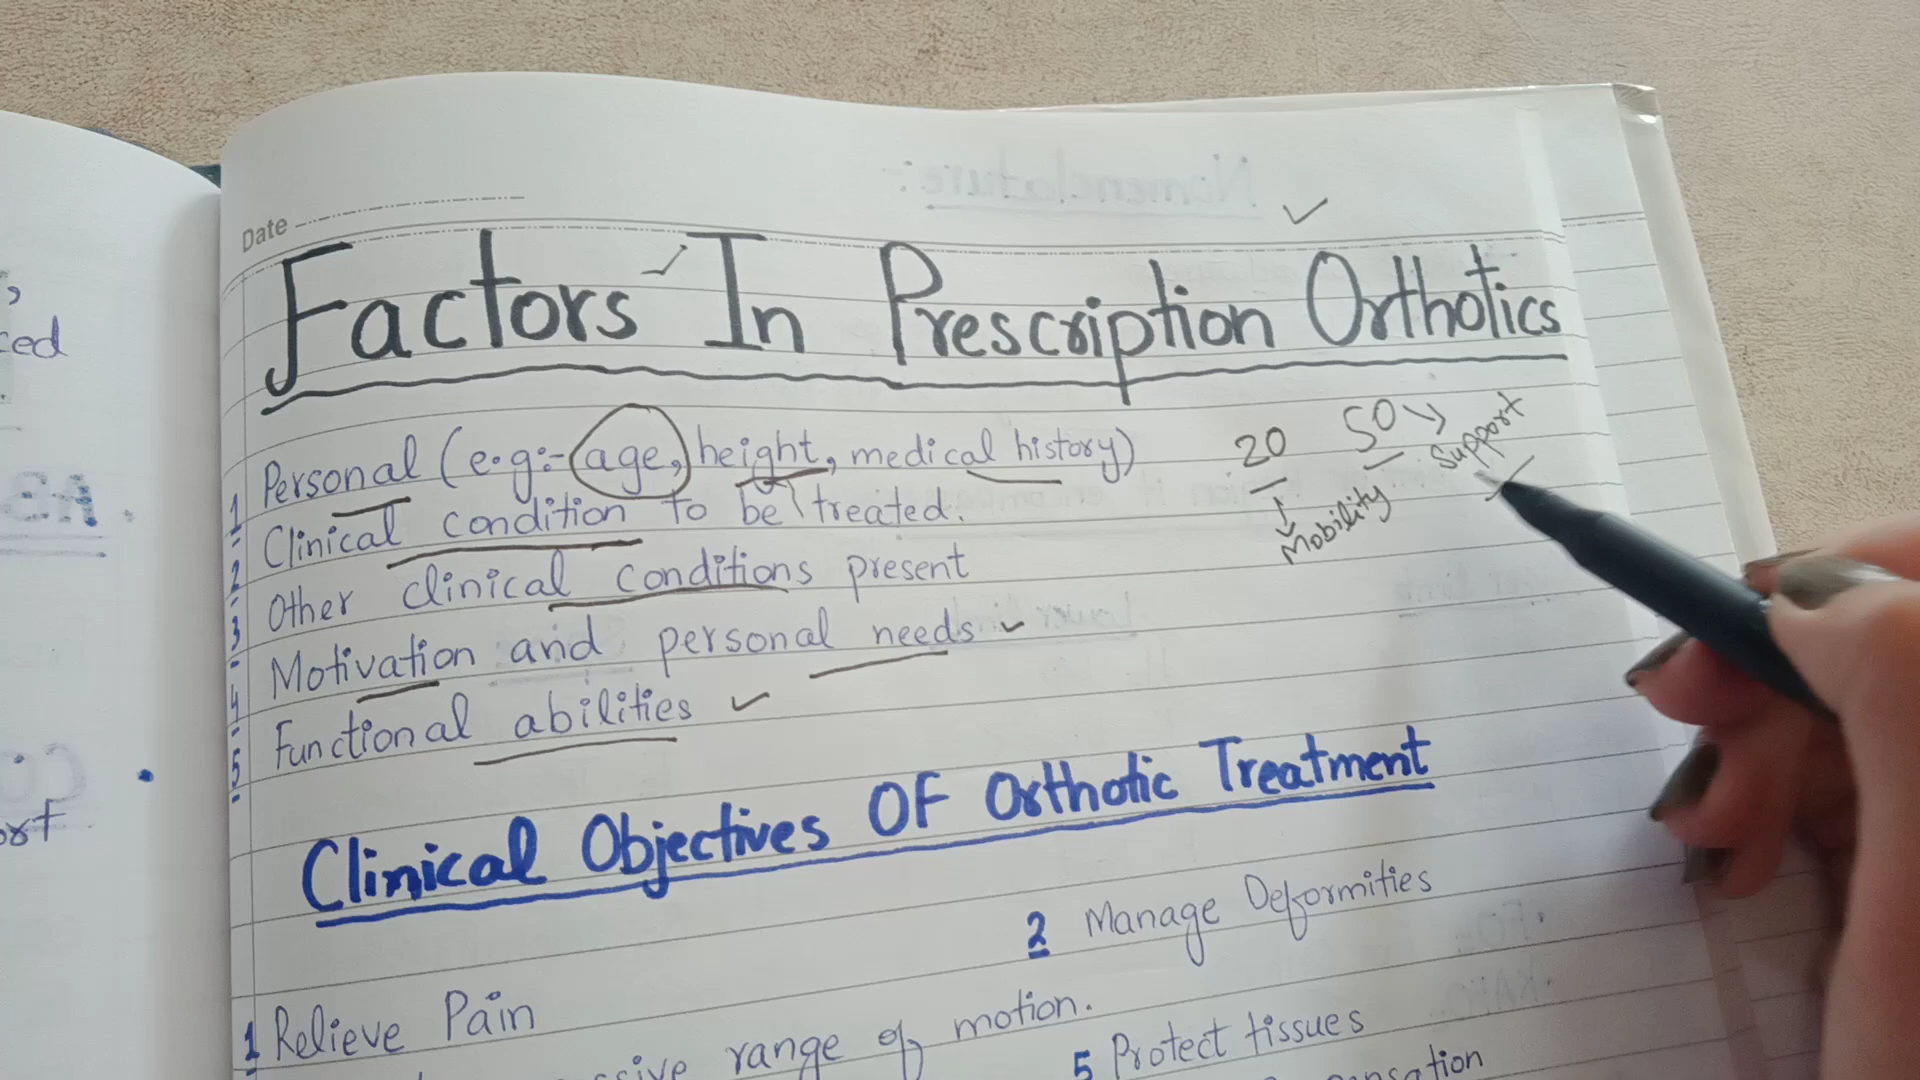 Date
Factors In Prescription Orthotics
1 Personal (e.g:- age, height, medical history)
20 50 → Support
↓
Mobility
2 Clinical condition to be treated.
3 Other clinical conditions present
4 Motivation and personal needs
5 Functional abilities
Clinical Objectives OF Orthotic Treatment
2 Manage Deformities
1 Relieve Pain
range of motion.
5 Protect tissues